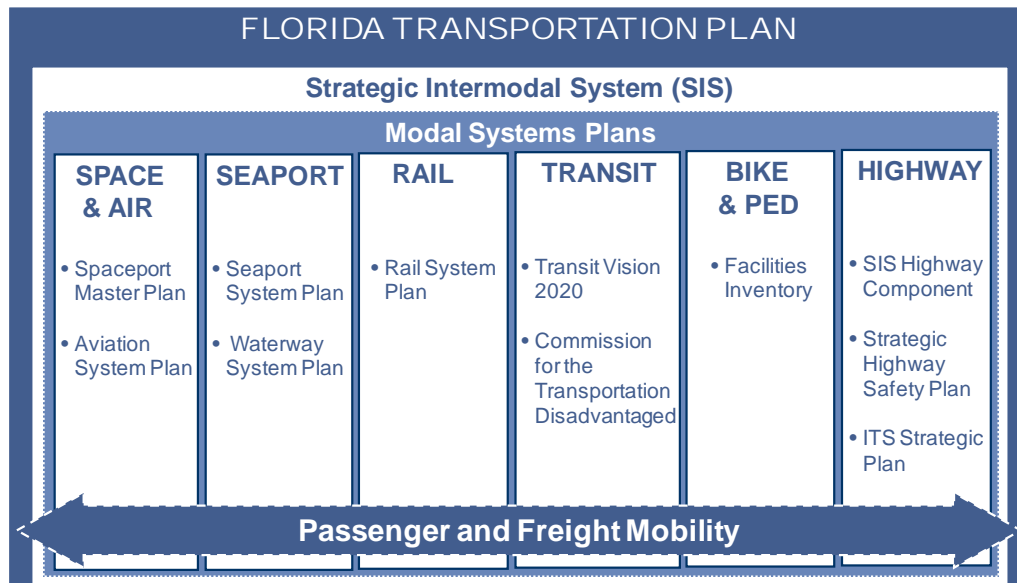 FLORIDA TRANSPORTATION PLAN
Strategic Intermodal System (SIS)
Modal Systems Plans
SPACE
& AIR
• Spaceport
Master Plan
• Aviation
System Plan
SEAPORT
• Seaport
System Plan
• Waterway
System Plan
RAIL
• Rail System
Plan
TRANSIT
• Transit Vision
2020
• Commission
for the
Transportation
Disadvantaged
BIKE
& PED
• Facilities
Inventory
HIGHWAY
• SIS Highway
Component
• Strategic
Highway
Safety Plan
• ITS Strategic
Plan
Passenger and Freight Mobility